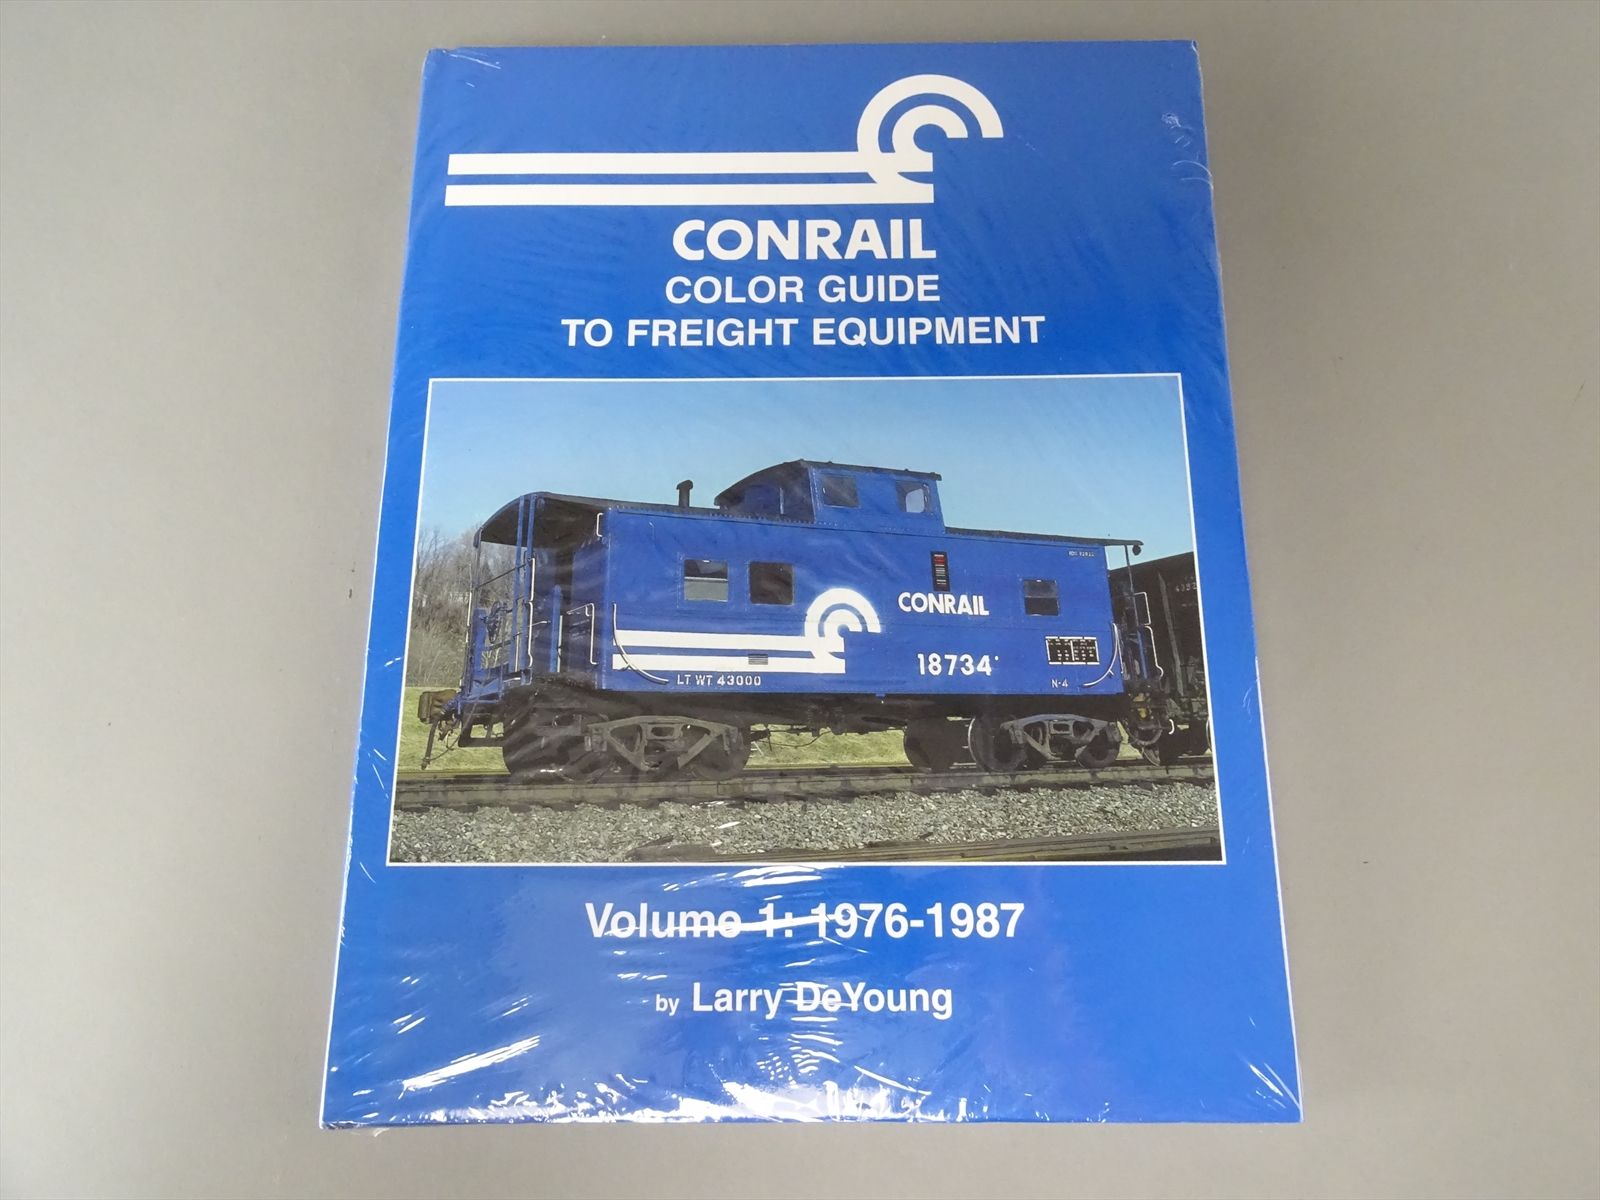 CONRAIL
COLOR GUIDE
TO FREIGHT EQUIPMENT
CONRAIL
18734
LT WT 43000
N-4
Volume 1: 1976-1987
by Larry DeYoung